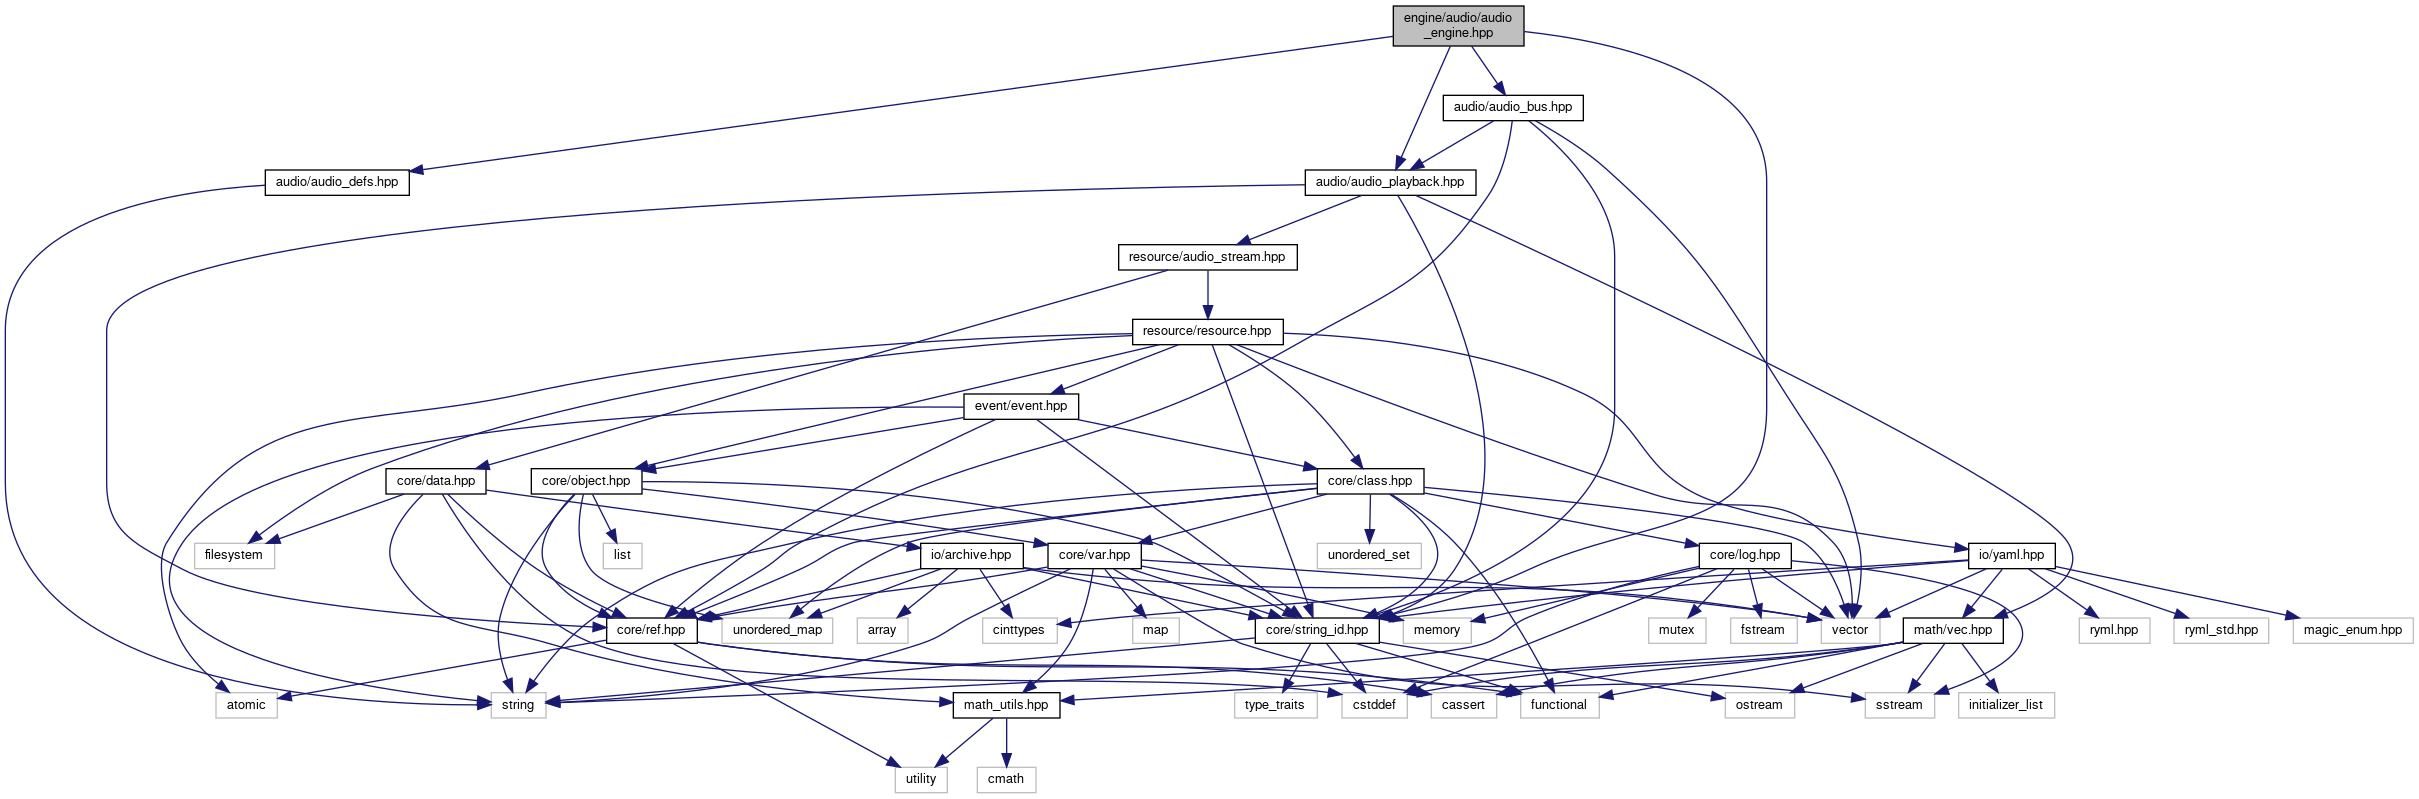 engine/audio/audio
_engine.hpp
audio/audio_bus.hpp
audio/audio_defs.hpp
audio/audio_playback.hpp
resource/audio_stream.hpp
resource/resource.hpp
event/event.hpp
core/data.hpp
core/object.hpp
core/class.hpp
filesystem
list
io/archive.hpp
core/var.hpp
unordered_set
core/log.hpp
io/yaml.hpp
core/ref.hpp
unordered_map
array
cinttypes
map
core/string_id.hpp
memory
mutex
fstream
vector
math/vec.hpp
ryml.hpp
ryml_std.hpp
magic_enum.hpp
atomic
string
math_utils.hpp
type_traits
cstddef
cassert
functional
ostream
sstream
initializer_list
utility
cmath